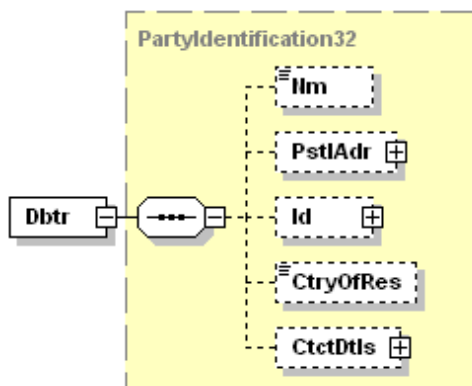 PartyIdentification32
Nm
PstlAdr
Dbtr
Id
CtryOfRes
CtctDtls